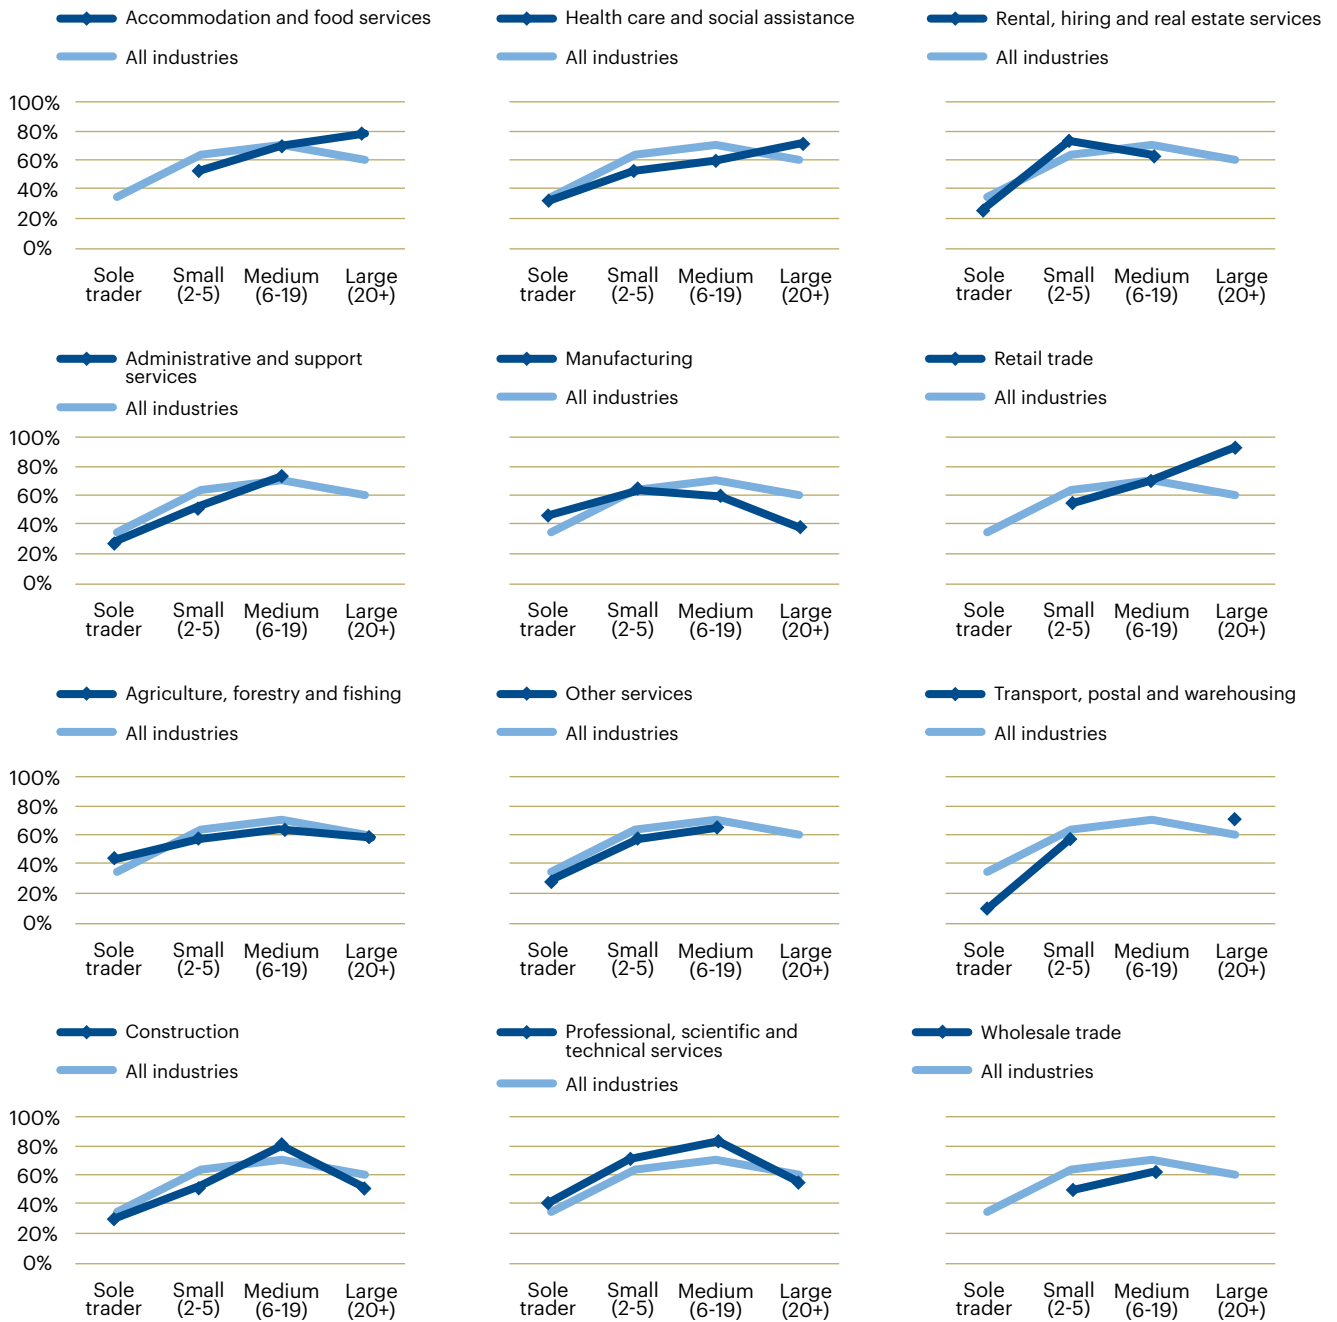 Accommodation and food services
All industries
Health care and social assistance
All industries
Rental, hiring and real estate services
All industries
100%
80%
60%
40%
20%
0%
Sole
trader
Small
(2-5)
Medium
(6-19)
Large
(20+)
Sole
trader
Small
(2-5)
Medium
(6-19)
Large
(20+)
Sole
trader
Small
(2-5)
Medium
(6-19)
Large
(20+)
Administrative and support
services
All industries
Manufacturing
All industries
Retail trade
All industries
100%
80%
60%
40%
20%
0%
Sole
trader
Small
(2-5)
Medium
(6-19)
Large
(20+)
Sole
trader
Small
(2-5)
Medium
(6-19)
Large
(20+)
Sole
trader
Small
(2-5)
Medium
(6-19)
Large
(20+)
Agriculture, forestry and fishing
All industries
Other services
All industries
Transport, postal and warehousing
All industries
100%
80%
60%
40%
20%
0%
Sole
trader
Small
(2-5)
Medium
(6-19)
Large
(20+)
Sole
trader
Small
(2-5)
Medium
(6-19)
Large
(20+)
Sole
trader
Small
(2-5)
Medium
(6-19)
Large
(20+)
Construction
All industries
Professional, scientific and
technical services
All industries
Wholesale trade
All industries
100%
80%
60%
40%
20%
0%
Sole
trader
Small
(2-5)
Medium
(6-19)
Large
(20+)
Sole
trader
Small
(2-5)
Medium
(6-19)
Large
(20+)
Sole
trader
Small
(2-5)
Medium
(6-19)
Large
(20+)